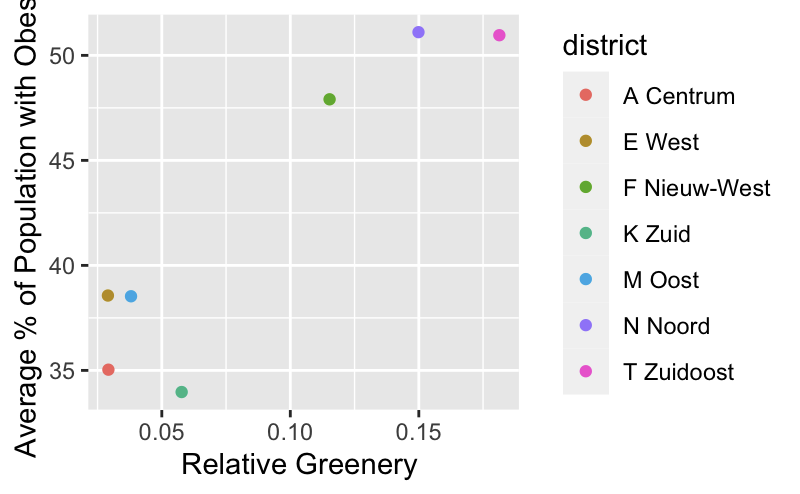 Average % of Population with Obes
50
45
40
35
0.05 0.10 0.15
Relative Greenery
district
A Centrum
E West
F Nieuw-West
K Zuid
M Oost
N Noord
T Zuidoost